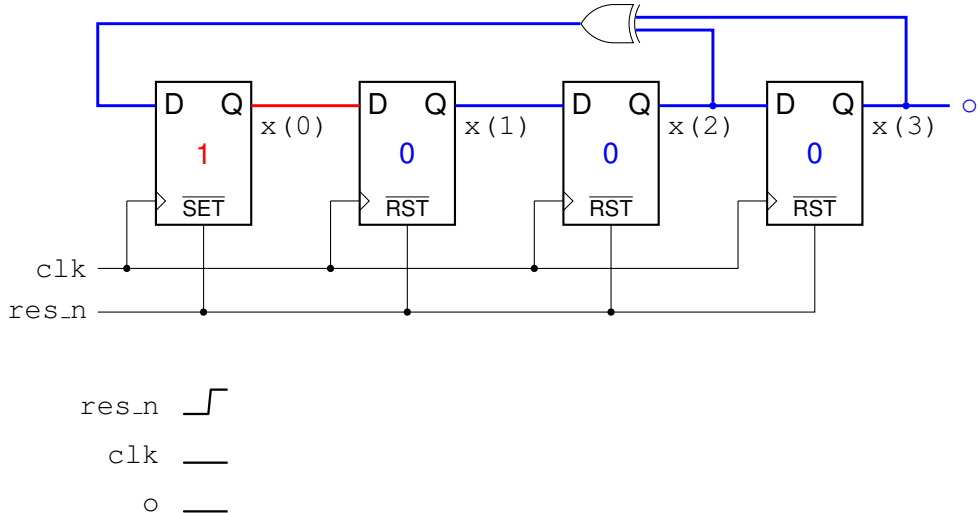 D Q D Q D Q D Q o
x(0) x(1) x(2) x(3)
1 0 0 0
SET RST RST RST
clk
res_n
res_n
clk
o